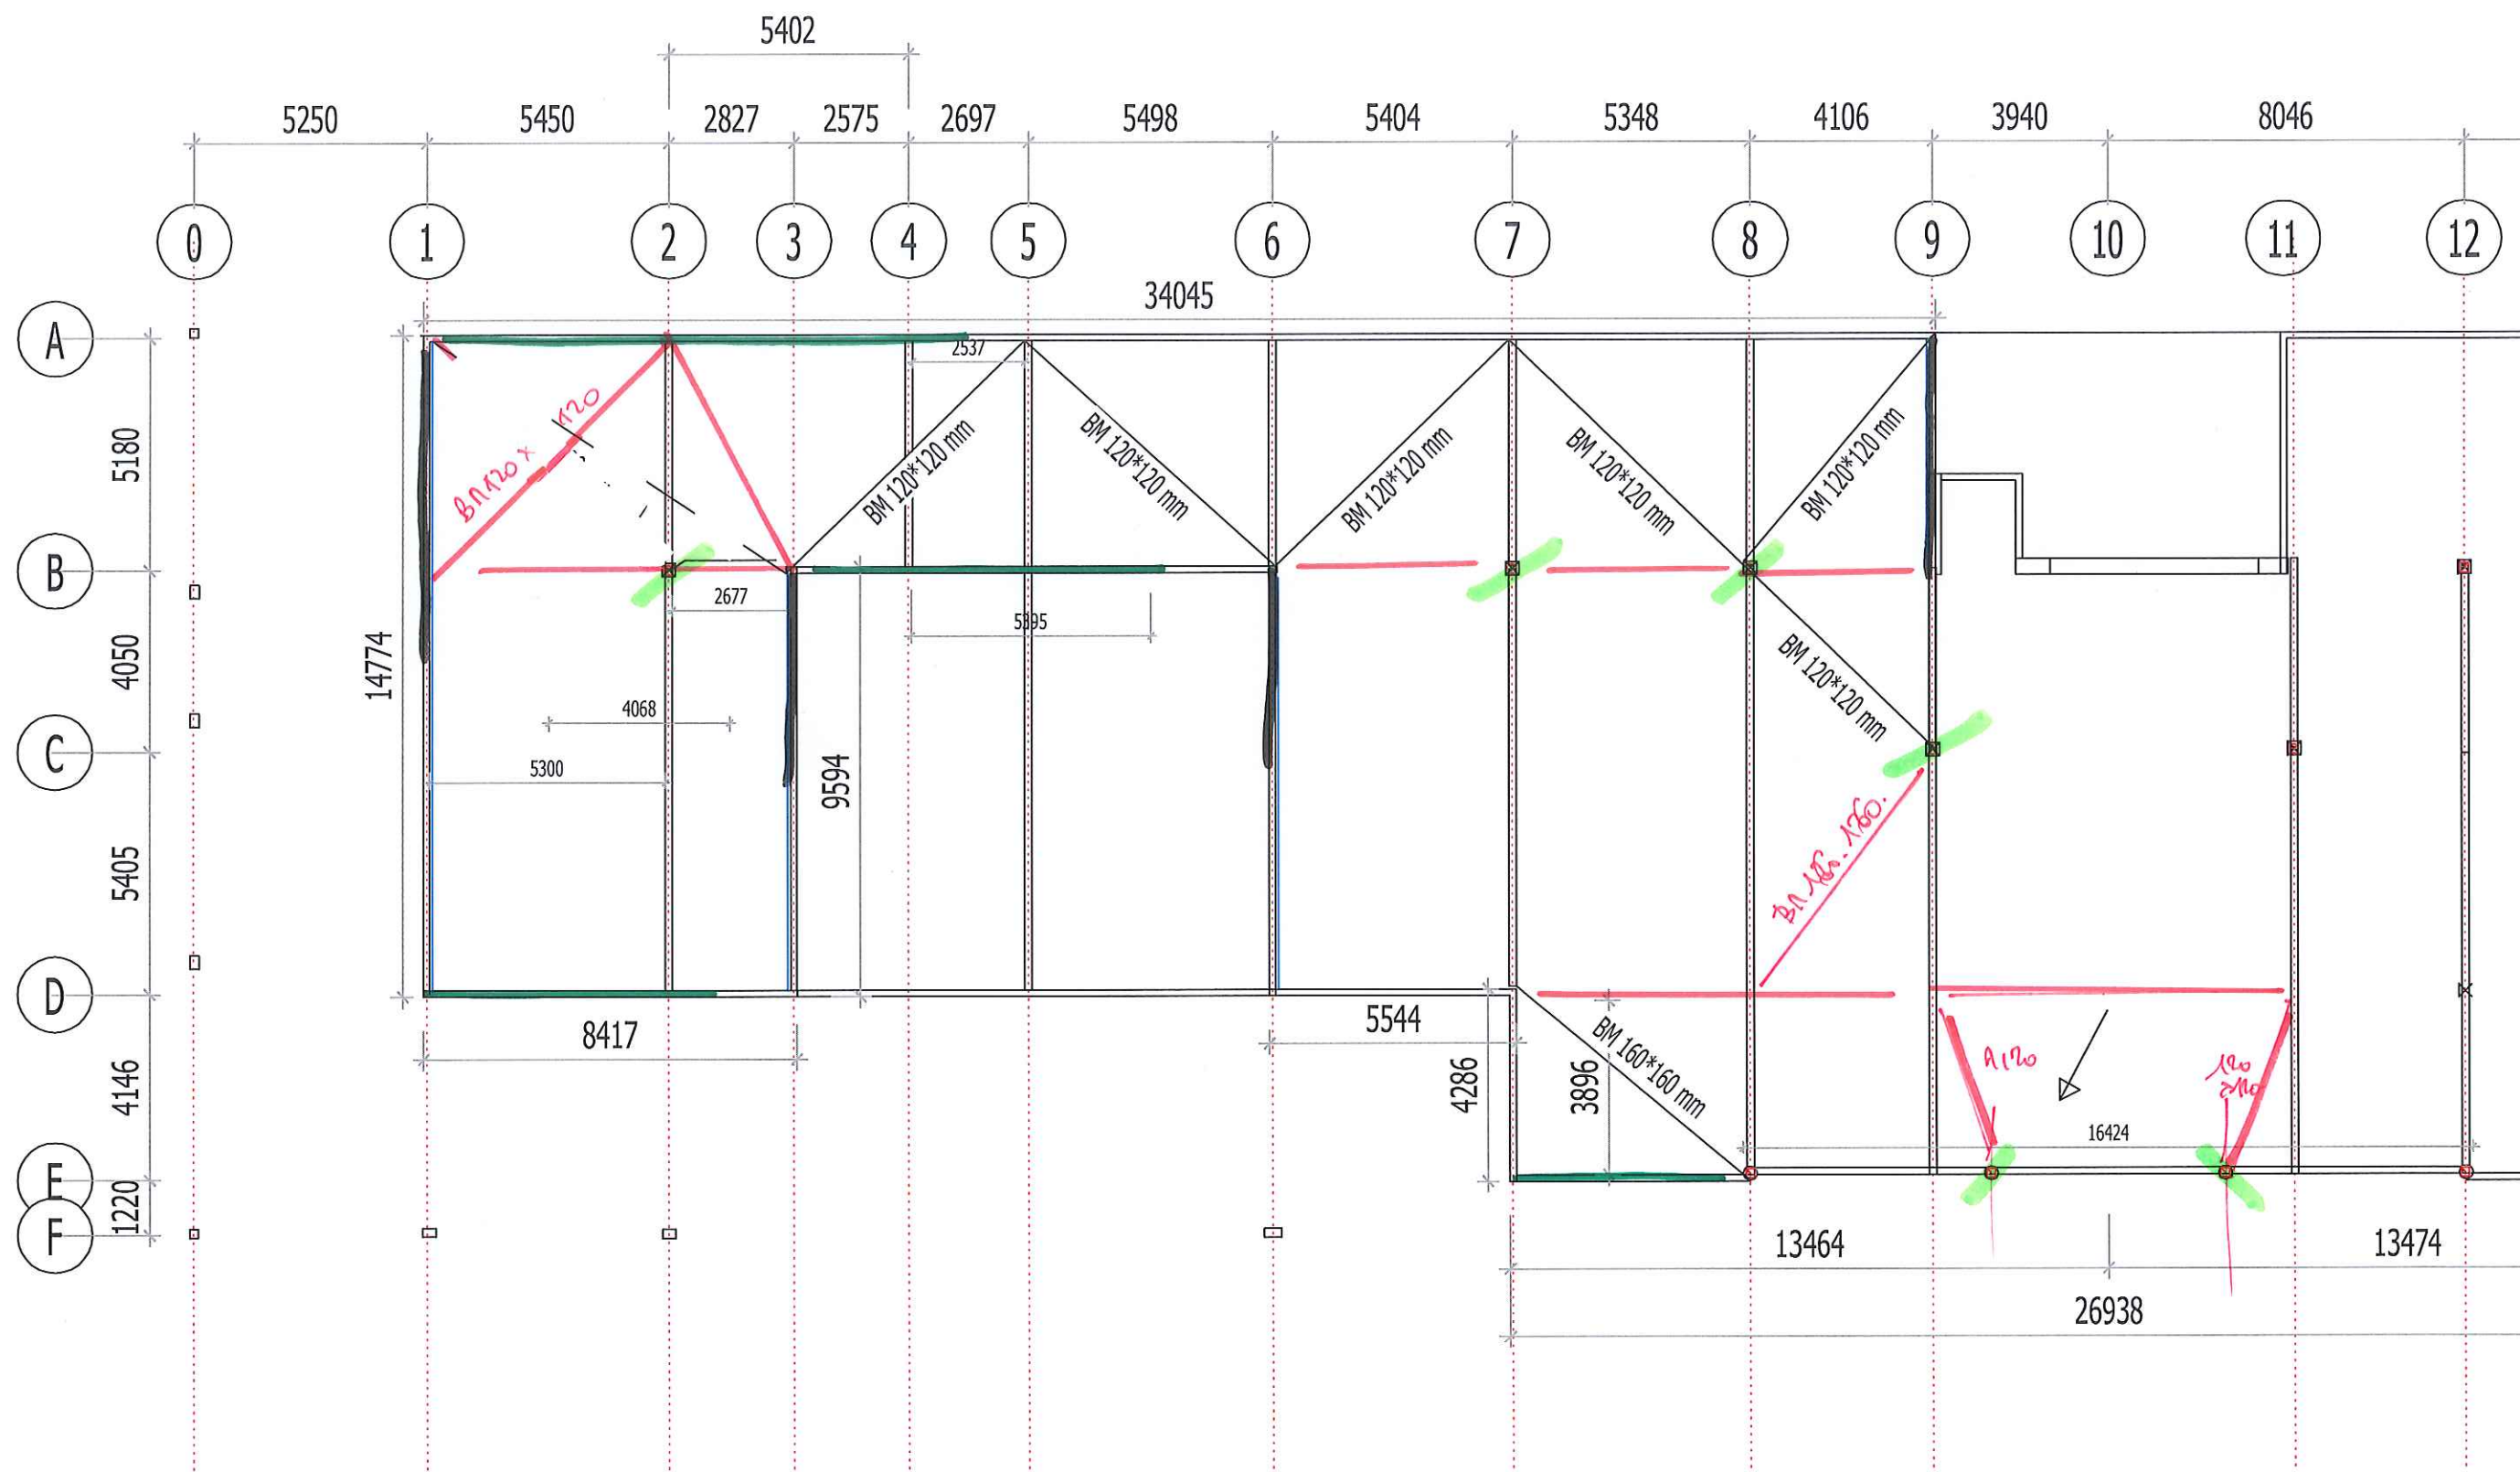 5402
5250 5450 2827 2575 2697 5498 5404 5348 4106 3940 8046
0 1 2 3 4 5 6 7 8 9 10 11 12
34045
A
2537
120
ВП120 х
BM 120*120 mm
BM 120*120 mm
BM 120*120 mm
BM 120*120 mm
BM 120*120 mm
5180
B
2677
5395
4050
14774
4068
BM 120*120 mm
C
5300
9594
5405
D
8417
5544
4286
3896
BM 160*160 mm
120
16424
4146
E
1220
F
13464
13474
26938